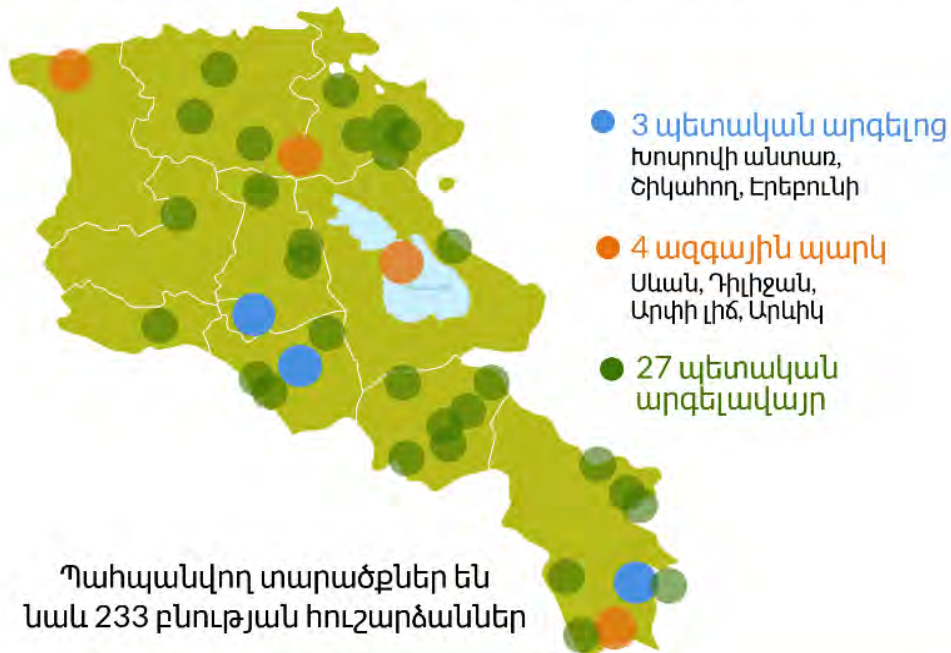 3 պետական արգելոց
Խոսրովի անտառ,
Շիկահող, Էրեբունի
4 ազգային պարկ
Սևան, Դիլիջան,
Արփի լիճ, Արևիկ
27 պետական
արգելավայր
Պահպանվող տարածքներ են
նաև 233 բնության հուշարձաններ